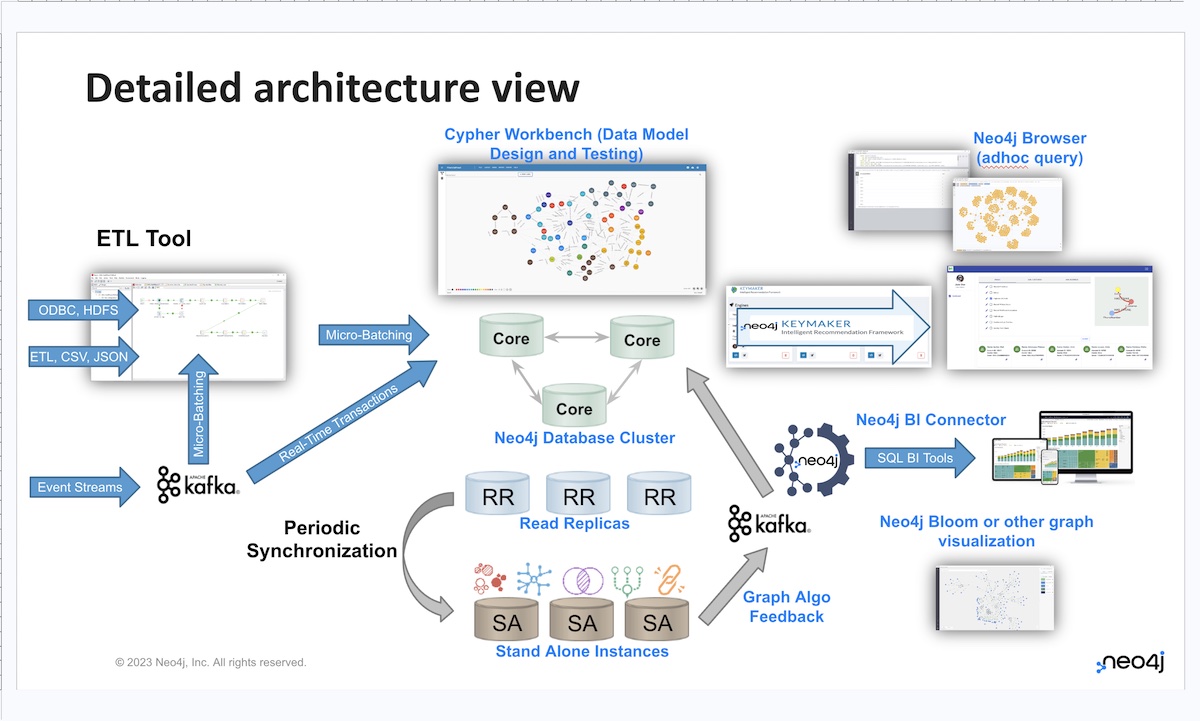 Detailed architecture view
Cypher Workbench (Data Model
Design and Testing)
Neo4j Browser
(adhoc query)
ETL Tool
ODBC, HDFS
ETL, CSV, JSON
Micro-Batching
Micro-Batching
Real-Time Transactions
Event Streams
APACHE
kafka®
Core
Core
Core
Neo4j Database Cluster
KEYMAKER
Engines
neo4j
KEYMAKER
Intelligent Recommendation Framework
Neo4j BI Connector
neo4j
SQL BI Tools
RR
RR
RR
Read Replicas
Periodic
Synchronization
APACHE
kafka®
Neo4j Bloom or other graph
visualization
SA
SA
SA
Stand Alone Instances
Graph Algo
Feedback
© 2023 Neo4j, Inc. All rights reserved.
neo4j